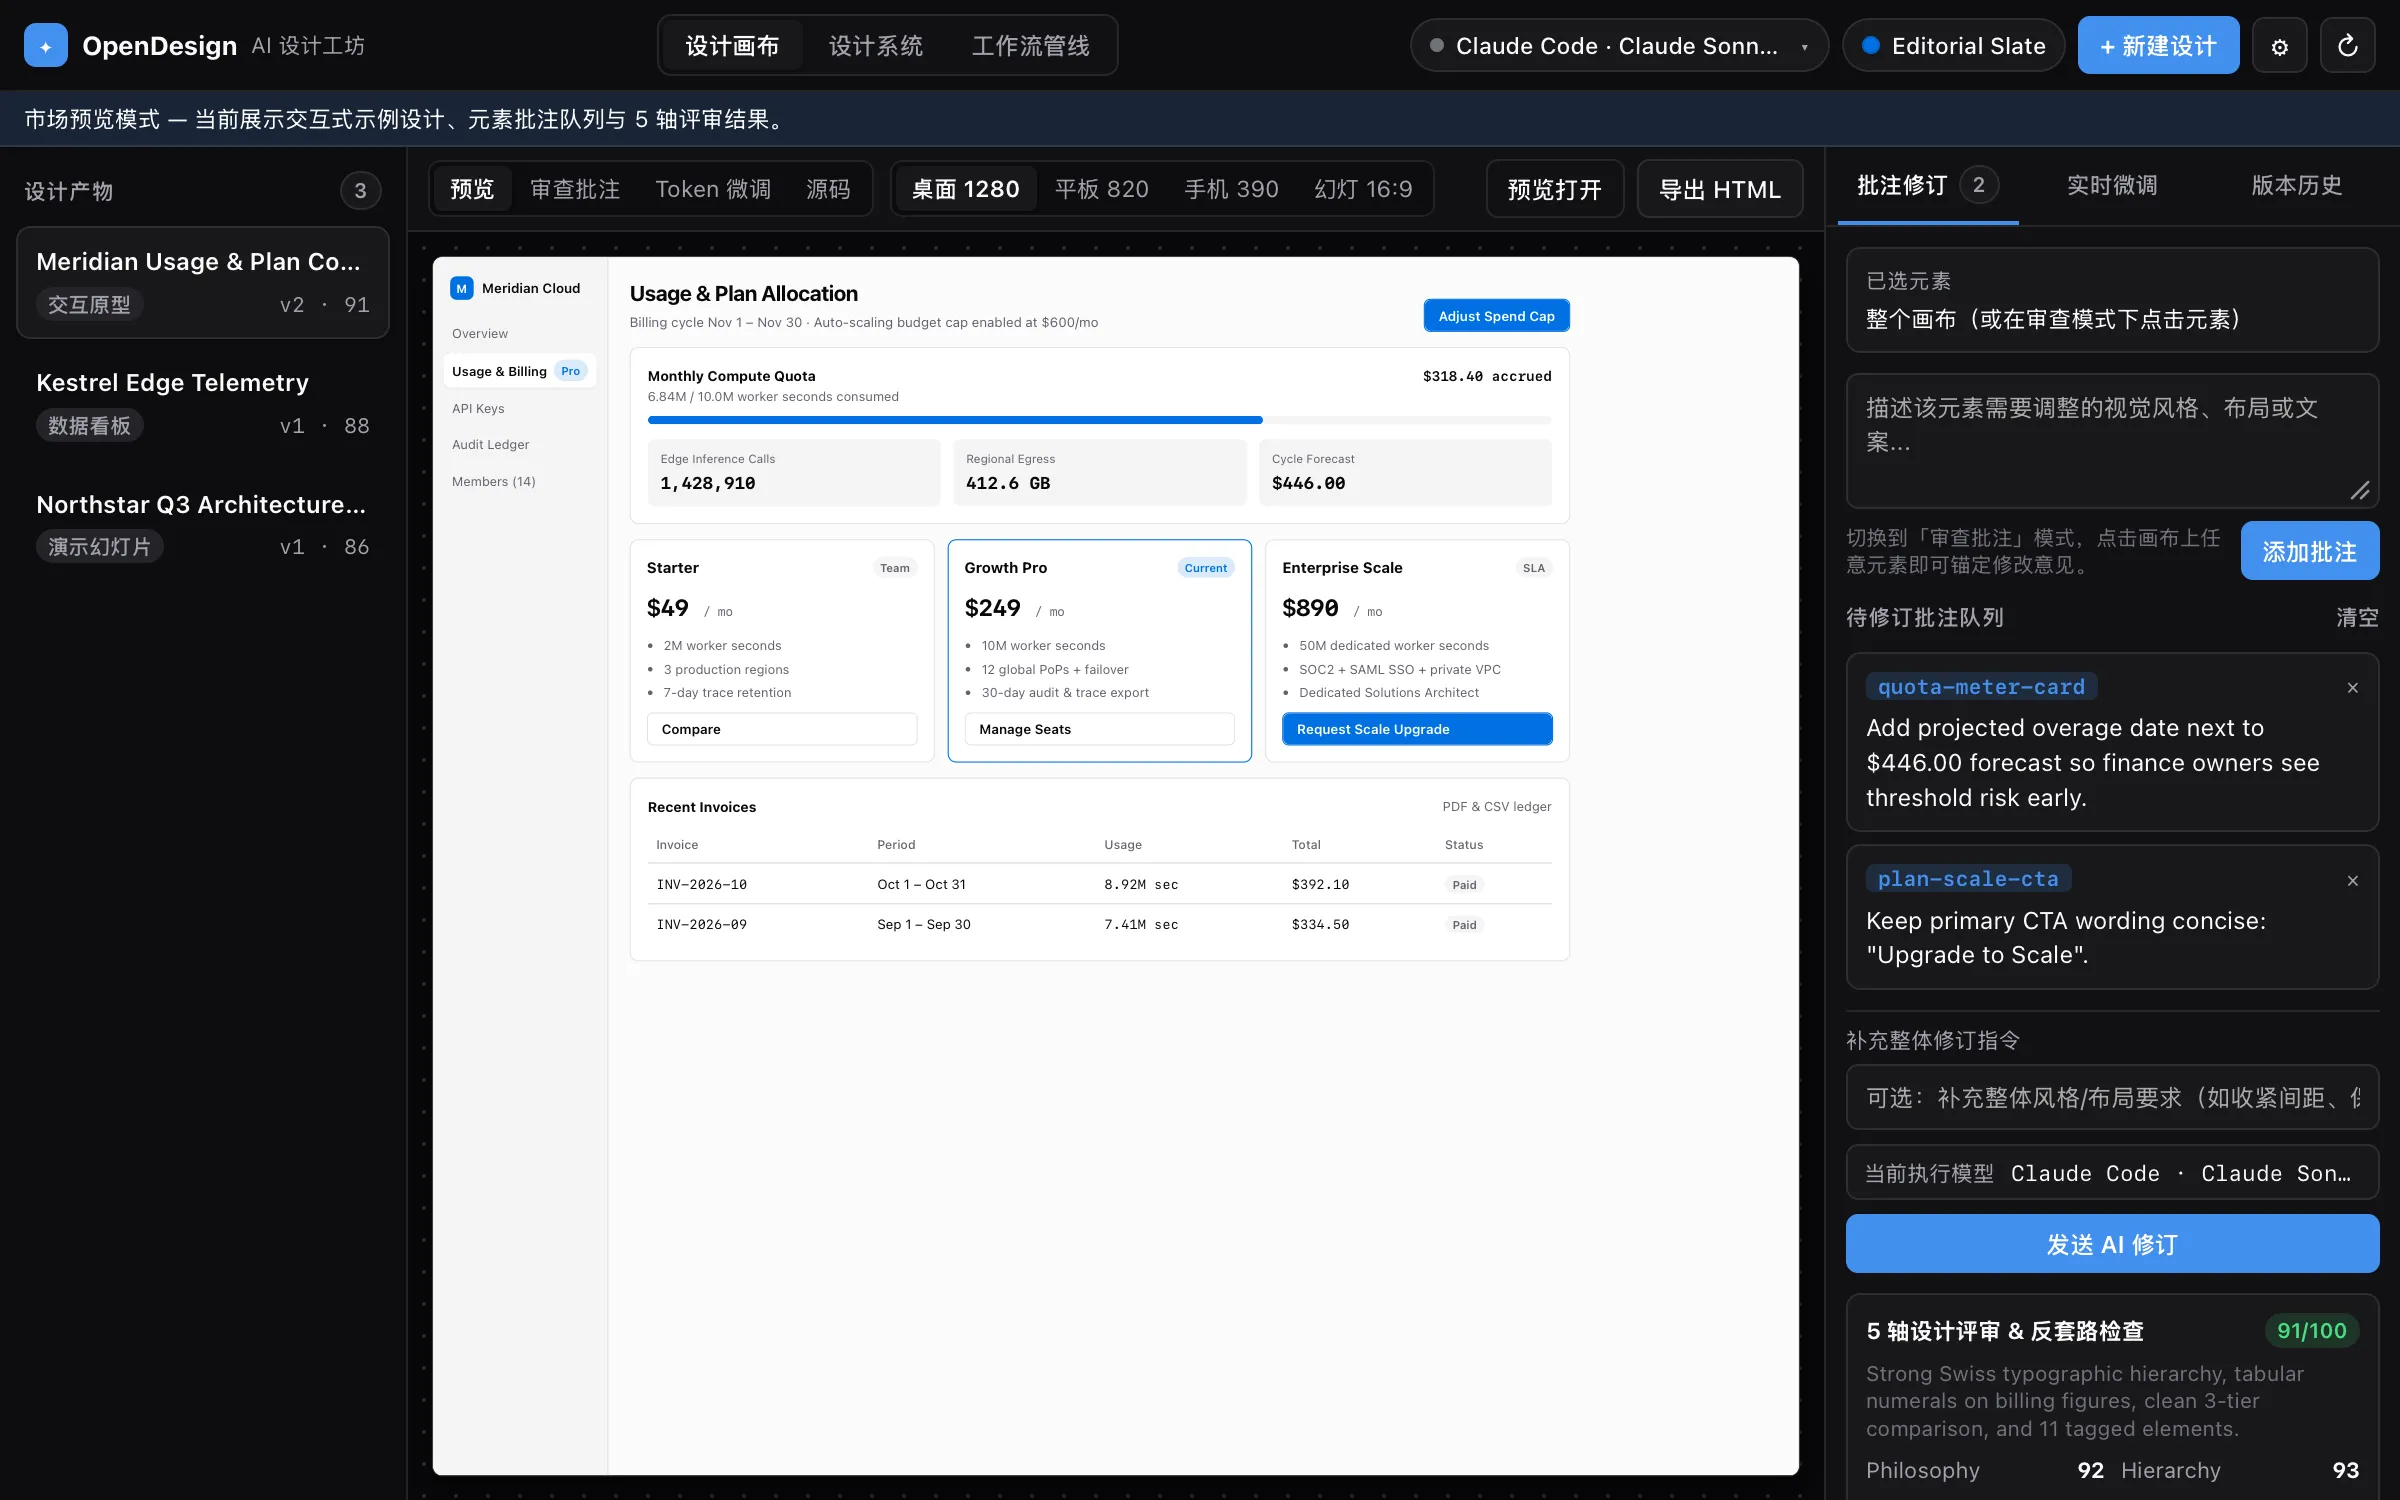 OpenDesign AI 设计工坊
设计画布 设计系统 工作流管线
Claude Code · Claude Sonn... Editorial Slate + 新建设计
市场预览模式 — 当前展示交互式示例设计、元素批注队列与 5 轴评审结果。
设计产物 3
Meridian Usage & Plan Co...
交互原型 v2 · 91
Kestrel Edge Telemetry
数据看板 v1 · 88
Northstar Q3 Architecture...
演示幻灯片 v1 · 86
预览 审查批注 Token 微调 源码 桌面 1280 平板 820 手机 390 幻灯 16:9 预览打开 导出 HTML
M Meridian Cloud
Overview
Usage & Billing Pro
API Keys
Audit Ledger
Members (14)
Usage & Plan Allocation
Billing cycle Nov 1 – Nov 30 · Auto-scaling budget cap enabled at $600/mo
Adjust Spend Cap
Monthly Compute Quota $318.40 accrued
6.84M / 10.0M worker seconds consumed
Edge Inference Calls
1,428,910
Regional Egress
412.6 GB
Cycle Forecast
$446.00
Starter Team
$49 / mo
• 2M worker seconds
• 3 production regions
• 7-day trace retention
Compare
Growth Pro Current
$249 / mo
• 10M worker seconds
• 12 global PoPs + failover
• 30-day audit & trace export
Manage Seats
Enterprise Scale SLA
$890 / mo
• 50M dedicated worker seconds
• SOC2 + SAML SSO + private VPC
• Dedicated Solutions Architect
Request Scale Upgrade
Recent Invoices PDF & CSV ledger
Invoice Period Usage Total Status
INV-2026-10 Oct 1 – Oct 31 8.92M sec $392.10 Paid
INV-2026-09 Sep 1 – Sep 30 7.41M sec $334.50 Paid
批注修订 2 实时微调 版本历史
已选元素
整个画布（或在审查模式下点击元素）
描述该元素需要调整的视觉风格、布局或文
案...
切换到「审查批注」模式，点击画布上任
意元素即可锚定修改意见。
添加批注
待修订批注队列 清空
quota-meter-card ×
Add projected overage date next to
$446.00 forecast so finance owners see
threshold risk early.
plan-scale-cta ×
Keep primary CTA wording concise:
"Upgrade to Scale".
补充整体修订指令
可选：补充整体风格/布局要求（如收紧间距、
当前执行模型 Claude Code · Claude Son...
发送 AI 修订
5 轴设计评审 & 反套路检查 91/100
Strong Swiss typographic hierarchy, tabular
numerals on billing figures, clean 3-tier
comparison, and 11 tagged elements.
Philosophy 92 Hierarchy 93